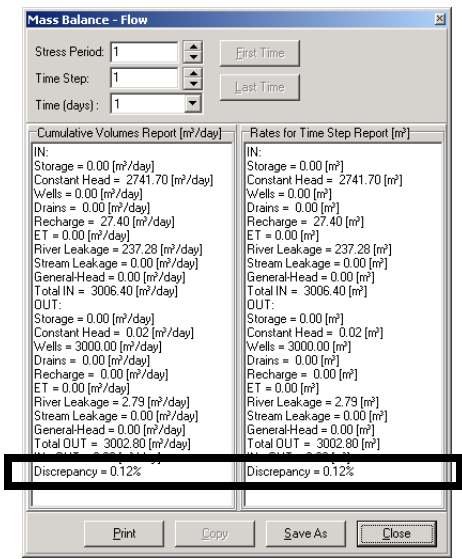 Mass Balance - Flow
Stress Period: 1
First Time
Time Step: 1
Last Time
Time (days) : 1
Cumulative Volumes Report [m³/day]
IN:
Storage = 0.00 [m³/day]
Constant Head = 2741.70 [m³/day]
Wells = 0.00 [m³/day]
Drains = 0.00 [m³/day]
Recharge = 27.40 [m³/day]
ET = 0.00 [m³/day]
River Leakage = 237.28 [m³/day]
Stream Leakage = 0.00 [m³/day]
General-Head = 0.00 [m³/day]
Total IN = 3006.40 [m³/day]
OUT:
Storage = 0.00 [m³/day]
Constant Head = 0.02 [m³/day]
Wells = 3000.00 [m³/day]
Drains = 0.00 [m³/day]
Recharge = 0.00 [m³/day]
ET = 0.00 [m³/day]
River Leakage = 2.79 [m³/day]
Stream Leakage = 0.00 [m³/day]
General-Head = 0.00 [m³/day]
Total OUT = 3002.80 [m³/day]
Discrepancy = 0.12%
Rates for Time Step Report [m³]
IN:
Storage = 0.00 [m³]
Constant Head = 2741.70 [m³]
Wells = 0.00 [m³]
Drains = 0.00 [m³]
Recharge = 27.40 [m³]
ET = 0.00 [m³]
River Leakage = 237.28 [m³]
Stream Leakage = 0.00 [m³]
General-Head = 0.00 [m³]
Total IN = 3006.40 [m³]
OUT:
Storage = 0.00 [m³]
Constant Head = 0.02 [m³]
Wells = 3000.00 [m³]
Drains = 0.00 [m³]
Recharge = 0.00 [m³]
ET = 0.00 [m³]
River Leakage = 2.79 [m³]
Stream Leakage = 0.00 [m³]
General-Head = 0.00 [m³]
Total OUT = 3002.80 [m³]
Discrepancy = 0.12%
Print Copy Save As Close